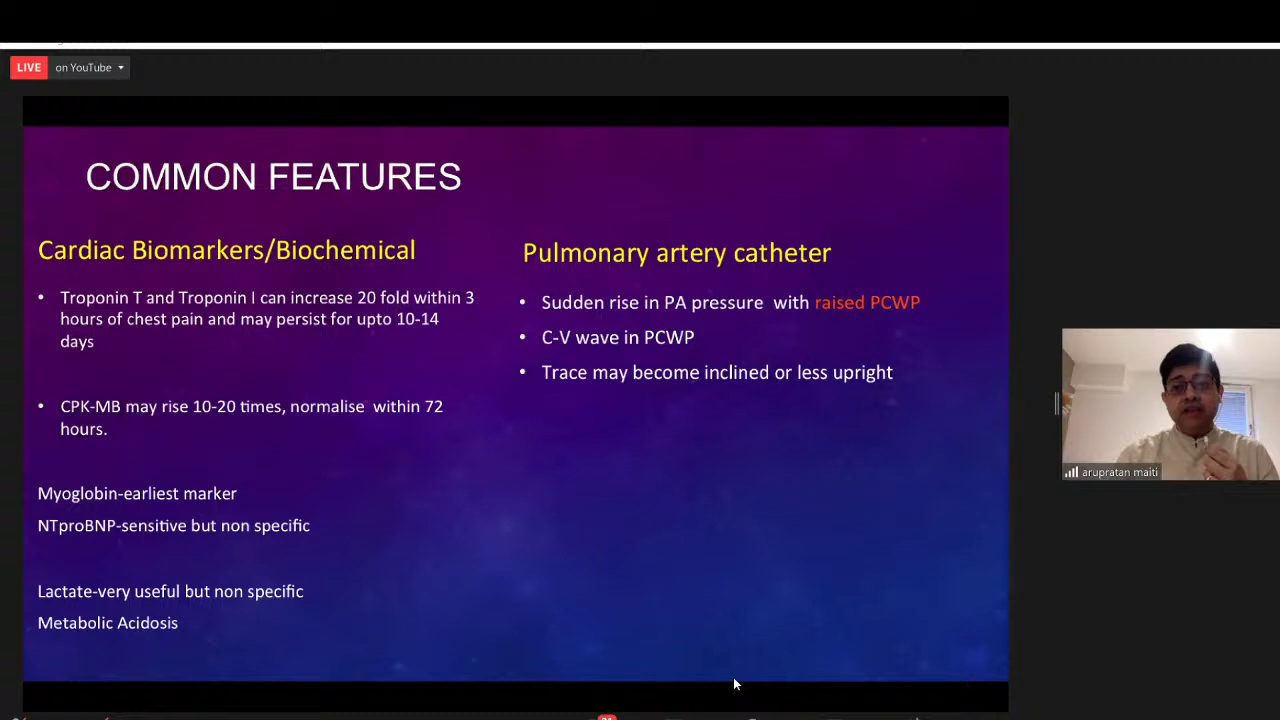 LIVE on YouTube
COMMON FEATURES
Cardiac Biomarkers/Biochemical
• Troponin T and Troponin I can increase 20 fold within 3
hours of chest pain and may persist for upto 10-14
days
• CPK-MB may rise 10-20 times, normalise within 72
hours.
Myoglobin-earliest marker
NTproBNP-sensitive but non specific
Lactate-very useful but non specific
Metabolic Acidosis
Pulmonary artery catheter
• Sudden rise in PA pressure with raised PCWP
• C-V wave in PCWP
• Trace may become inclined or less upright
arupratan maiti